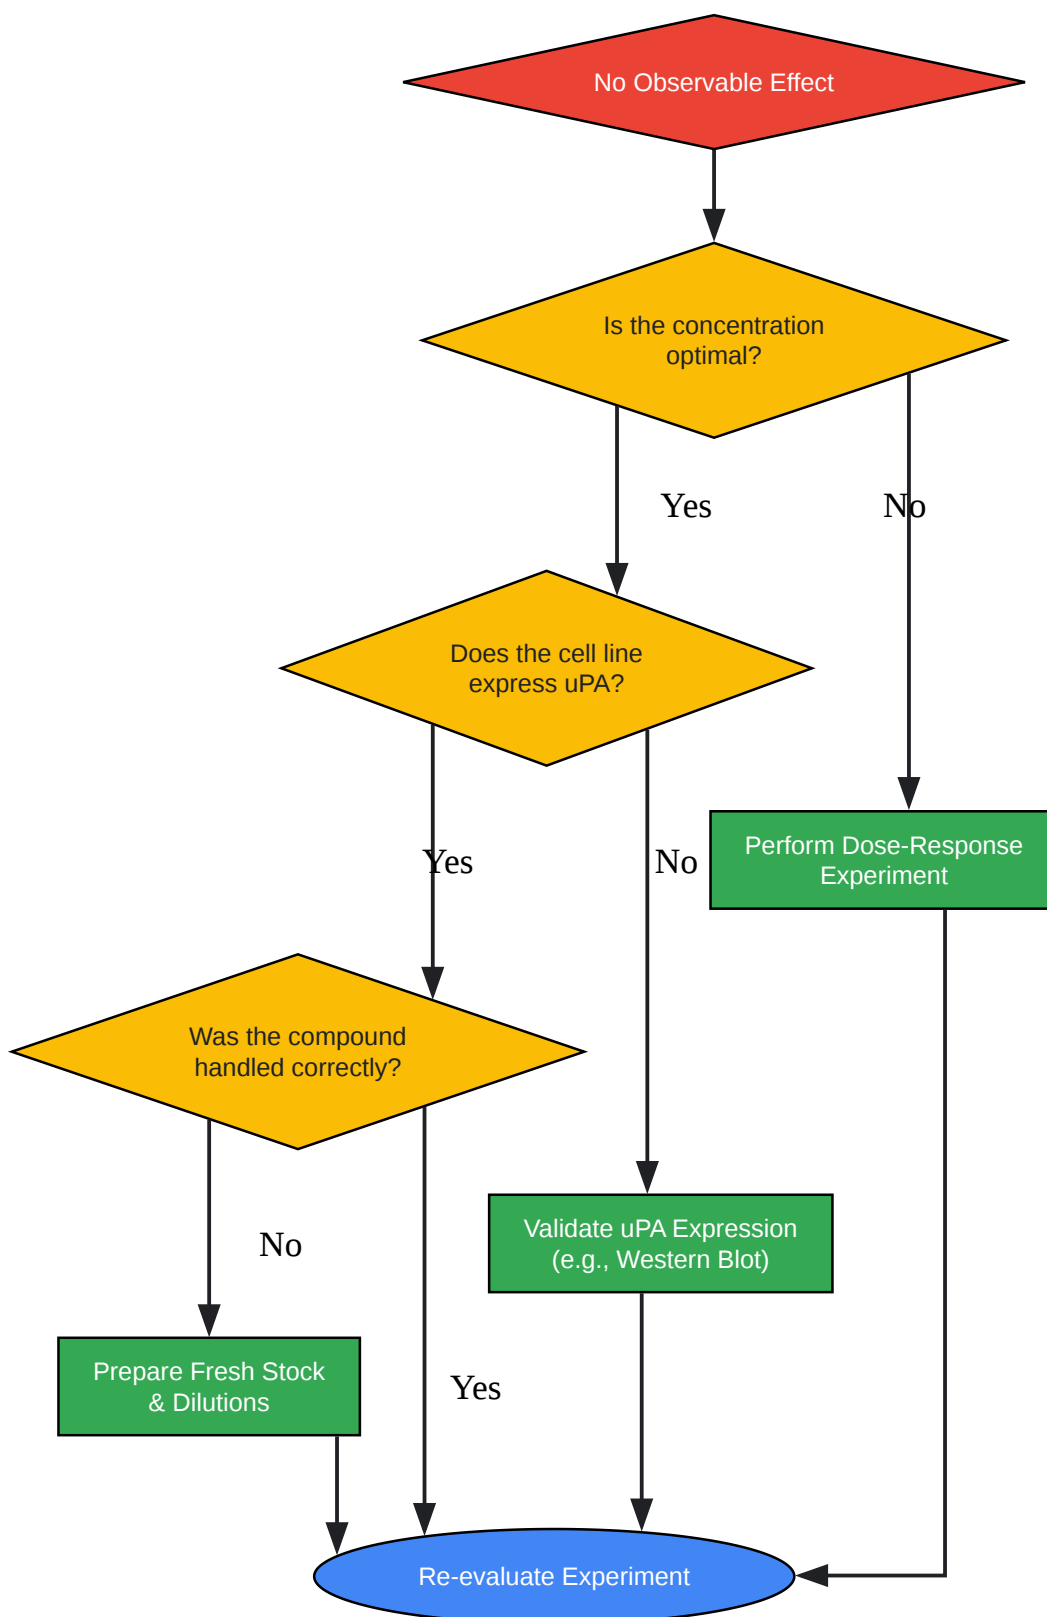 No Observable Effect
Is the concentration
optimal?
Yes
No
Does the cell line
express uPA?
Yes
No
Perform Dose-Response
Experiment
Was the compound
handled correctly?
Validate uPA Expression
(e.g., Western Blot)
No
Prepare Fresh Stock
& Dilutions
Yes
Re-evaluate Experiment